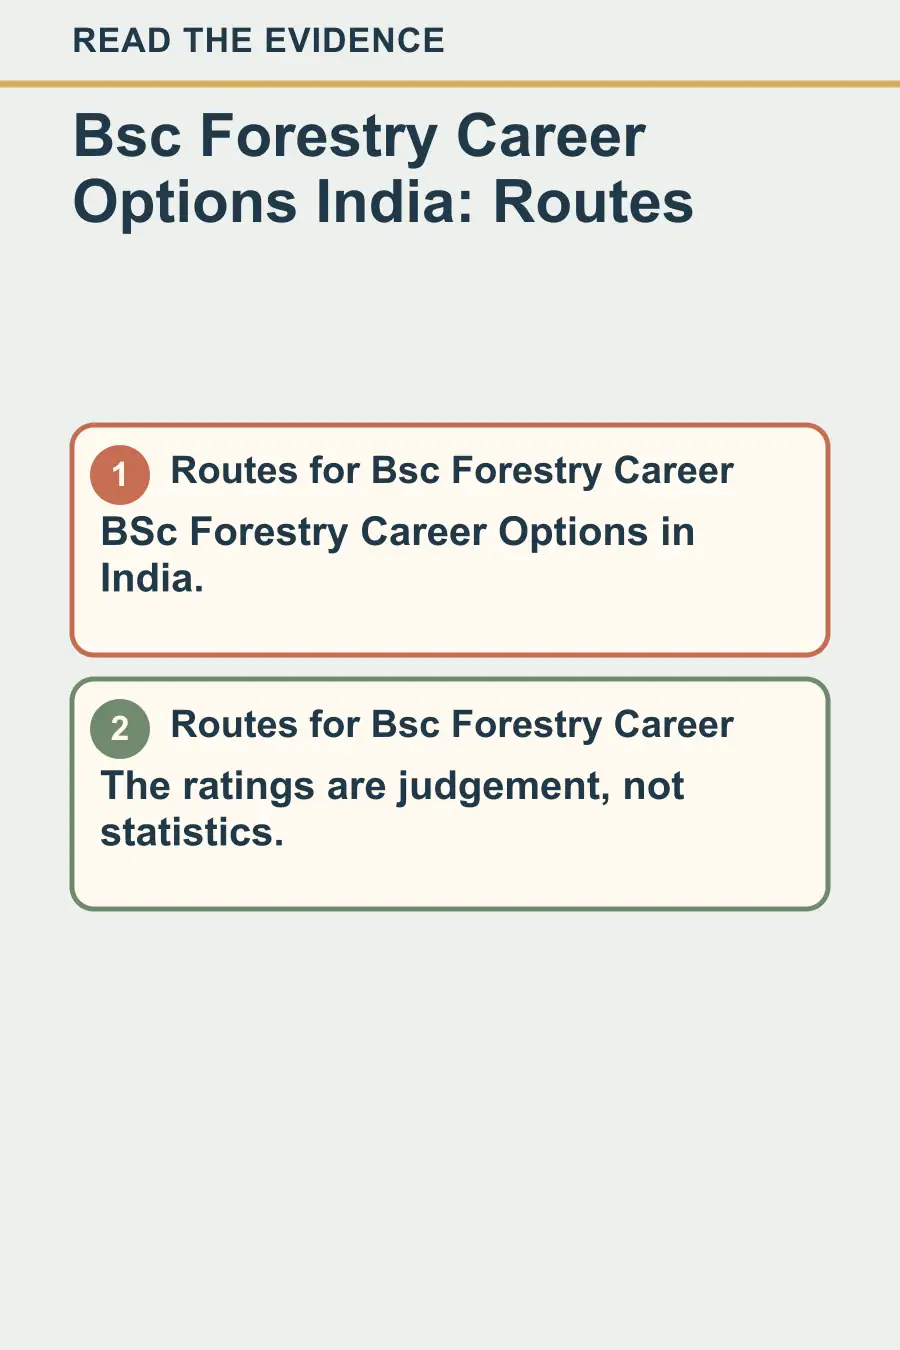 READ THE EVIDENCE
Bsc Forestry Career
Options India: Routes
1 Routes for Bsc Forestry Career
BSc Forestry Career Options in
India.
2 Routes for Bsc Forestry Career
The ratings are judgement, not
statistics.